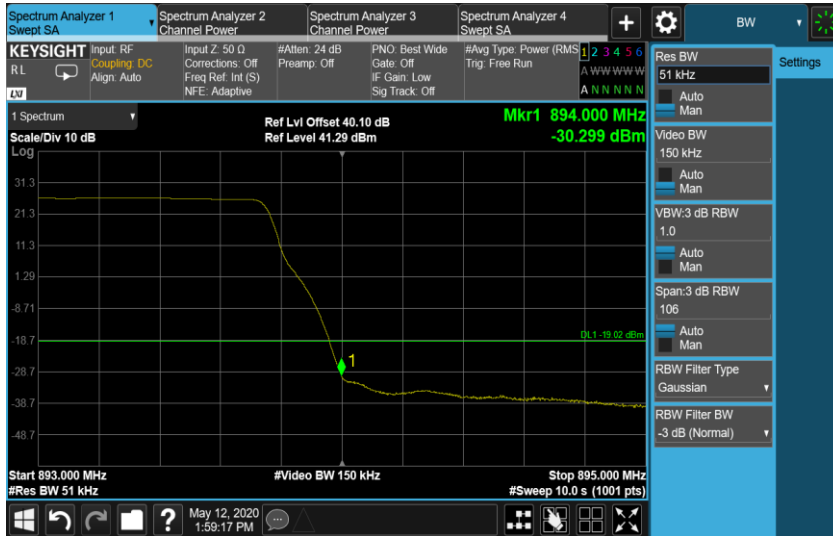 Spectrum Analyzer 1
Swept SA
Spectrum Analyzer 2
Channel Power
Spectrum Analyzer 3
Channel Power
Spectrum Analyzer 4
Swept SA
+
BW
KEYSIGHT
RL
LXI
Input: RF
Coupling: DC
Align: Auto
Input Z: 50 Ω
Corrections: Off
Freq Ref: Int (S)
NFE: Adaptive
#Atten: 24 dB
Preamp: Off
PNO: Best Wide
Gate: Off
IF Gain: Low
Sig Track: Off
#Avg Type: Power (RMS
Trig: Free Run
1 2 3 4 5 6
A W W W W W
A N N N N N
1 Spectrum
Scale/Div 10 dB
Log
Ref Lvl Offset 40.10 dB
Ref Level 41.29 dBm
Mkr1 894.000 MHz
-30.299 dBm
31.3
21.3
11.3
1.29
-8.71
-18.7
-28.7
-38.7
-48.7
DL1 -19.02 dBm
1
Start 893.000 MHz
#Res BW 51 kHz
#Video BW 150 kHz
Stop 895.000 MHz
#Sweep 10.0 s (1001 pts)
Res BW
51 kHz
Auto
Man
Video BW
150 kHz
Auto
Man
VBW:3 dB RBW
1.0
Auto
Man
Span:3 dB RBW
106
Auto
Man
RBW Filter Type
Gaussian
RBW Filter BW
-3 dB (Normal)
Settings
?
May 12, 2020
1:59:17 PM